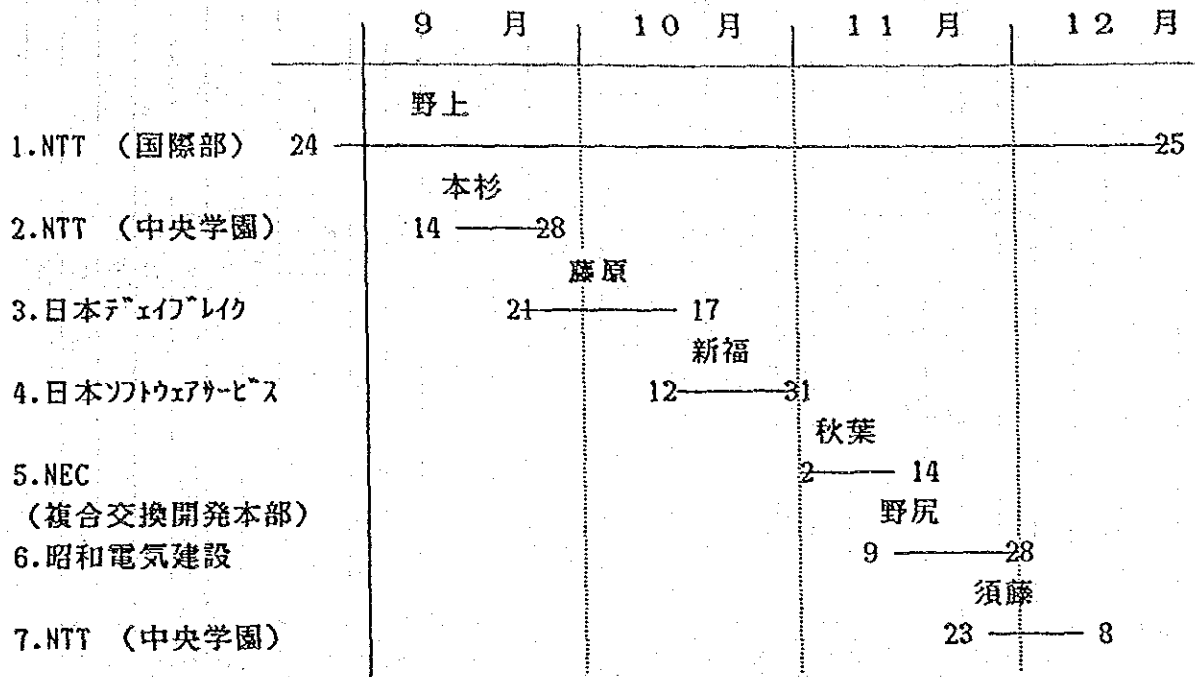 9 月 10 月 11 月 12 月
野上
1.NTT （国際部） 24 25
本杉
2.NTT （中央学園） 14 28
藤原
3.日本ﾃﾞｪｲﾌﾞﾚｲｸ 21 17
新福
4.日本ｿﾌﾄｳｪｱｻｰﾋﾞｽ 12 31
秋葉
5.NEC 2 14
（複合交換開発本部） 野尻
6.昭和電気建設 9 28
須藤
7.NTT （中央学園） 23 8